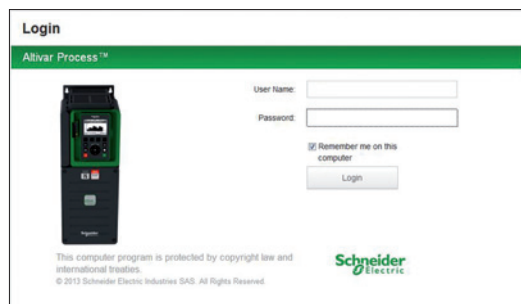 Login
Altivar Process™
User Name:
Password:
Remember me on this
computer
Login
This computer program is protected by copyright law and
international treaties.
© 2013 Schneider Electric Industries SAS. All Rights Reserved.
Schneider
Electric